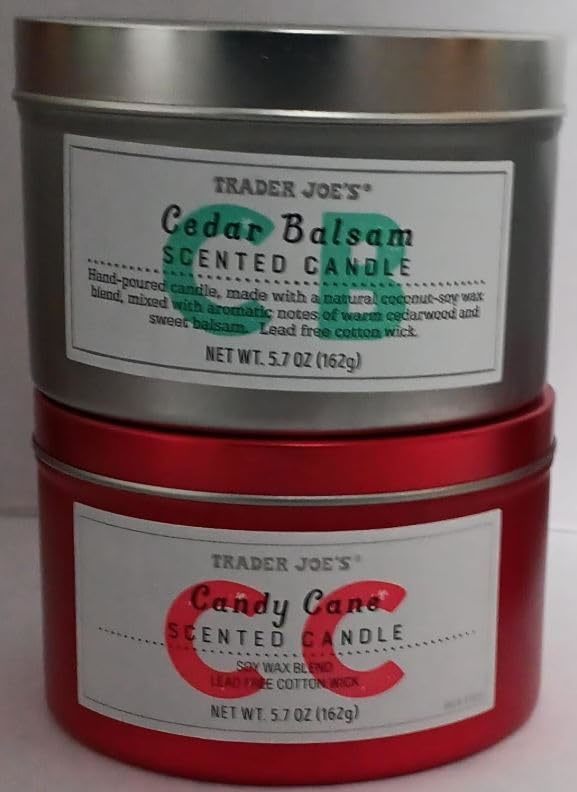 TRADER JOE'S®
Cedar Balsam
SCENTED CANDLE
CB
Hand-poured candle, made with a natural coconut-soy wax
blend, mixed with aromatic notes of warm cedarwood and
sweet balsam. Lead free cotton wick.
NET WT. 5.7 OZ (162g)
TRADER JOE'S®
Candy Cane
SCENTED CANDLE
CC
SOY WAX BLEND
LEAD FREE COTTON WICK
NET WT. 5.7 OZ (162g)